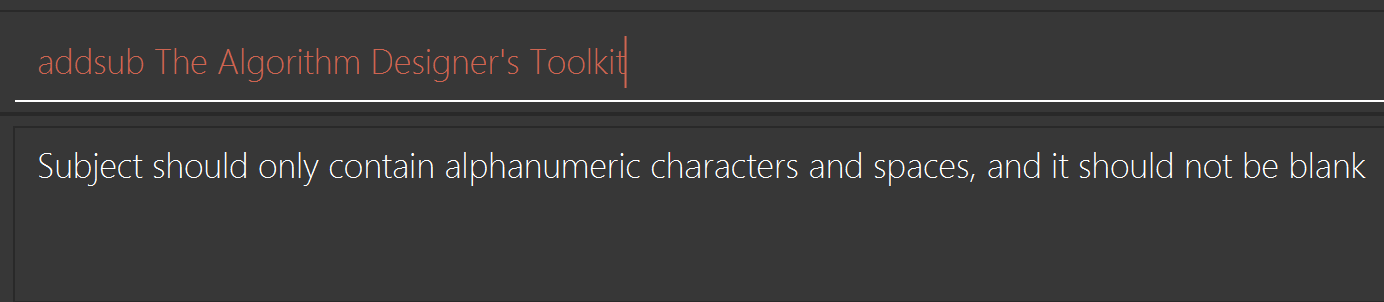 addsub The Algorithm Designer's Toolkit
Subject should only contain alphanumeric characters and spaces, and it should not be blank